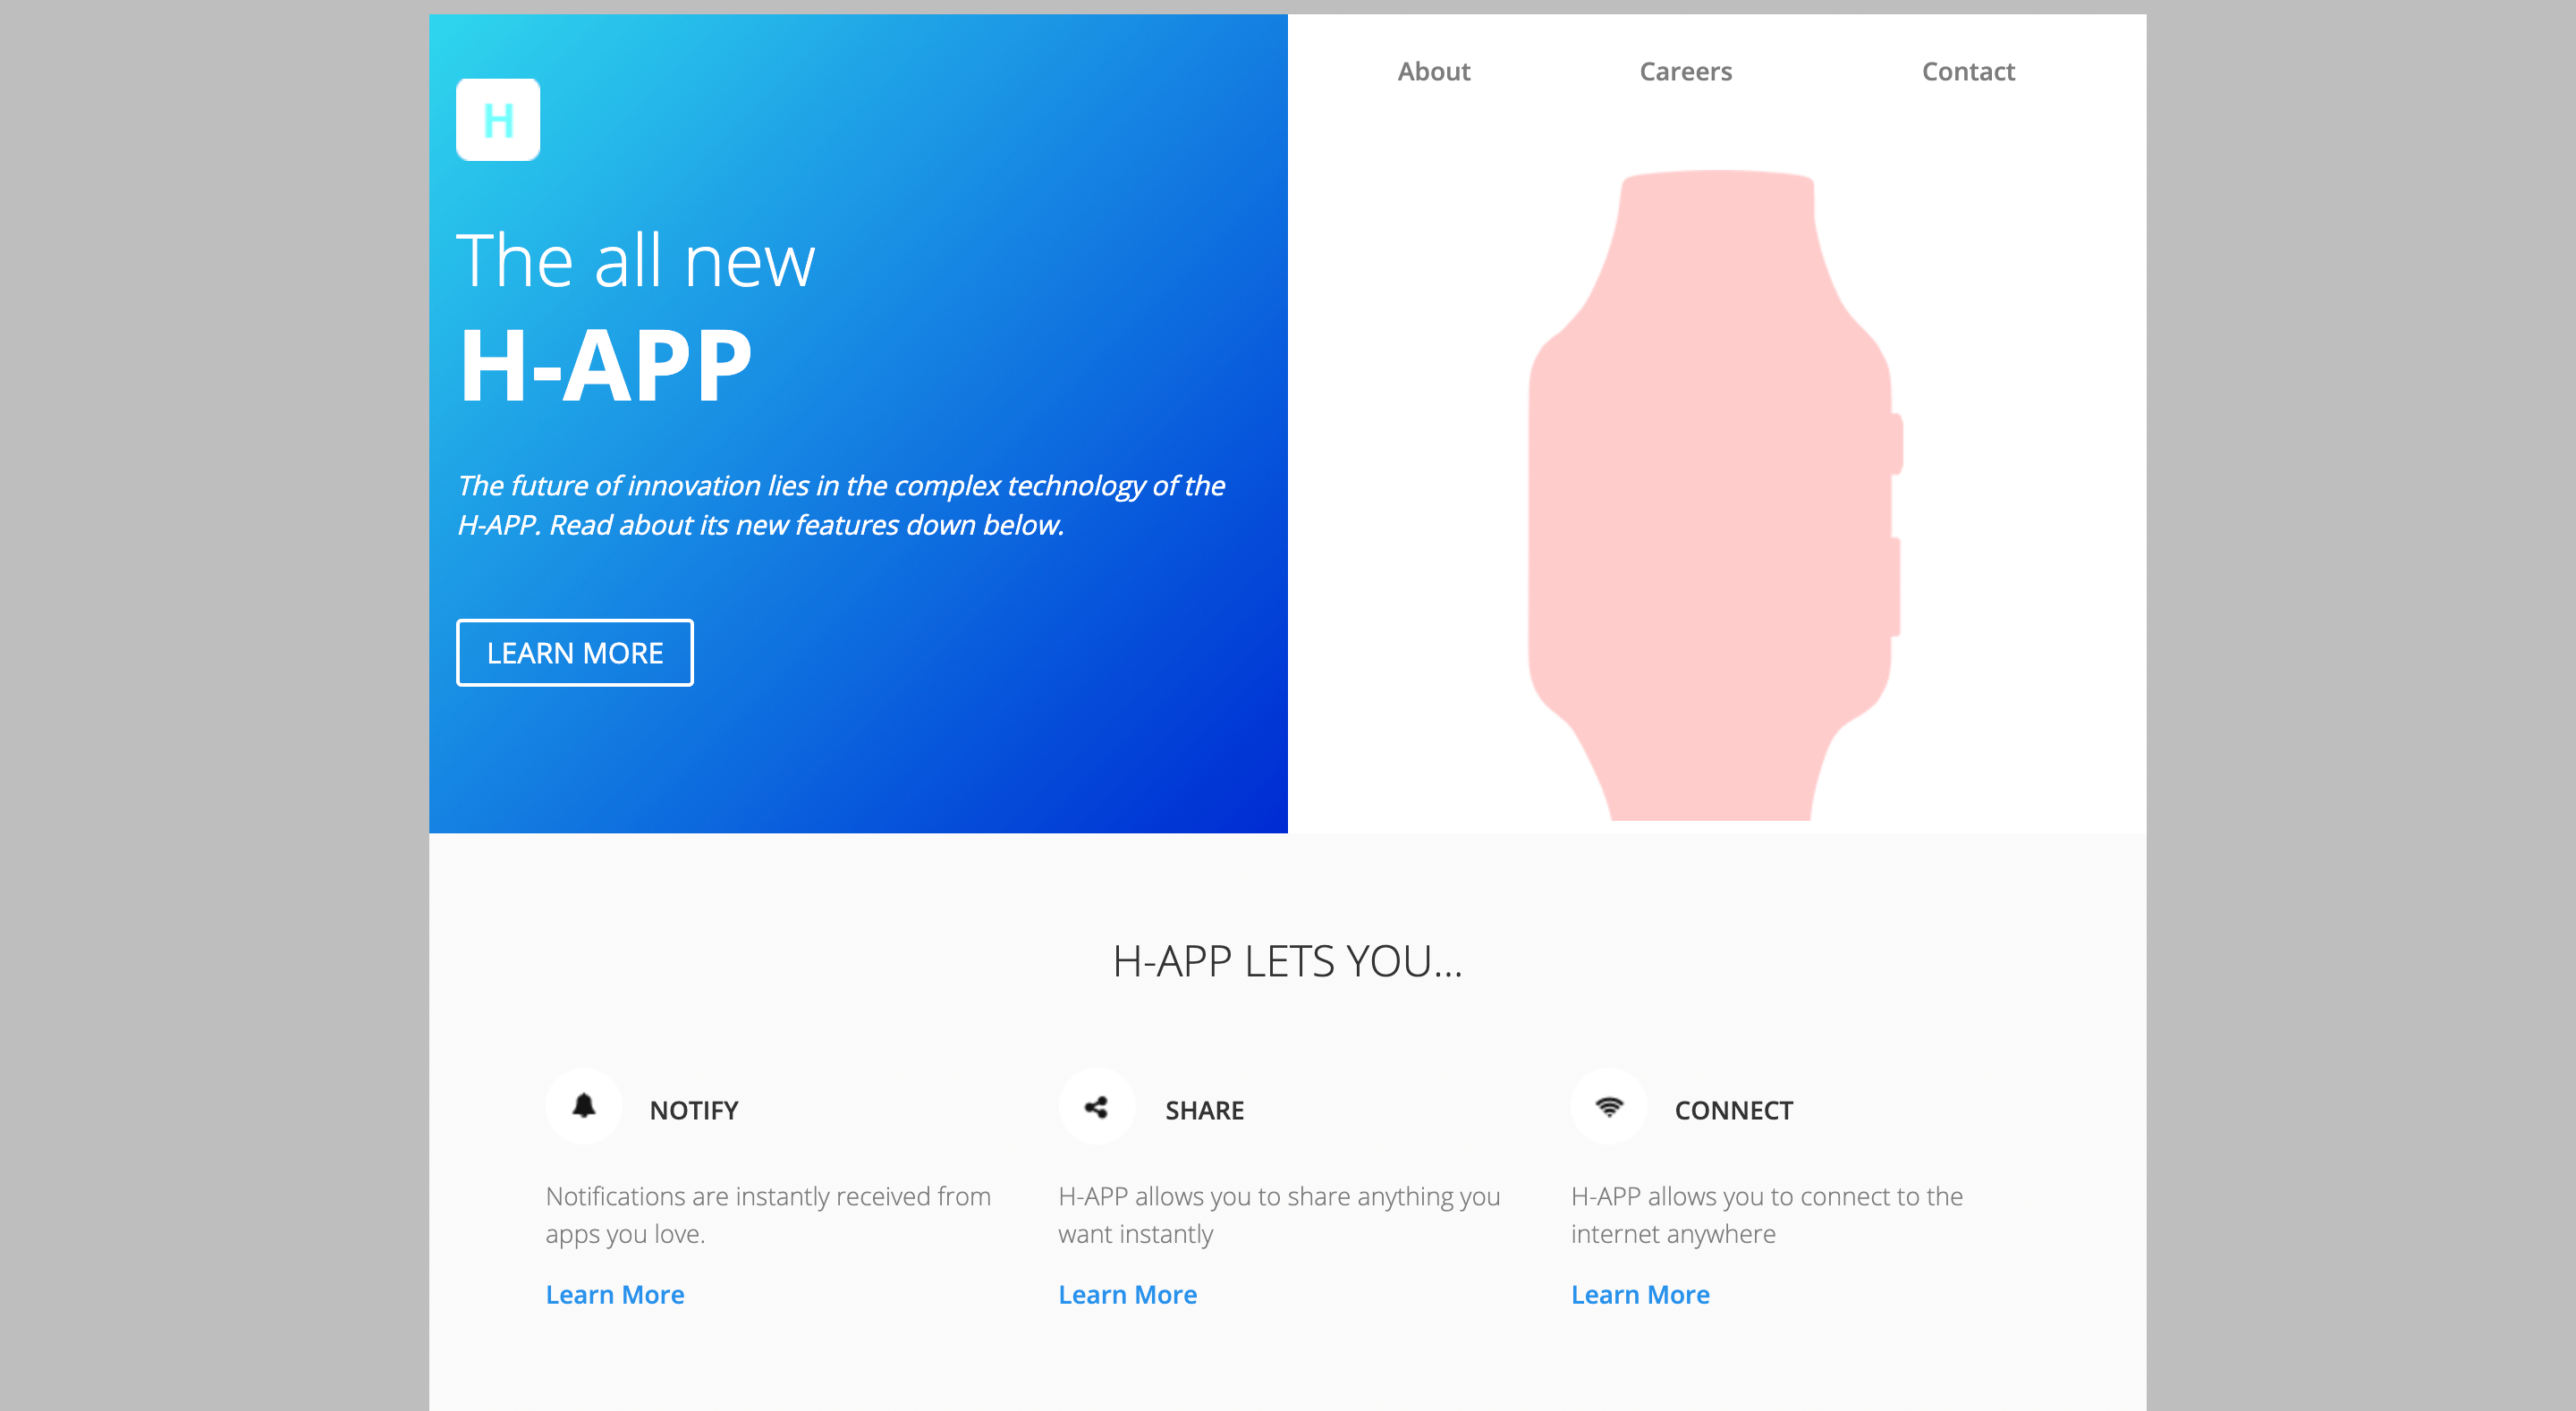 About
Careers
Contact
H
The all new
H-APP
The future of innovation lies in the complex technology of the
H-APP. Read about its new features down below.
LEARN MORE
H-APP LETS YOU...
NOTIFY
Notifications are instantly received from
apps you love.
Learn More
SHARE
H-APP allows you to share anything you
want instantly
Learn More
CONNECT
H-APP allows you to connect to the
internet anywhere
Learn More